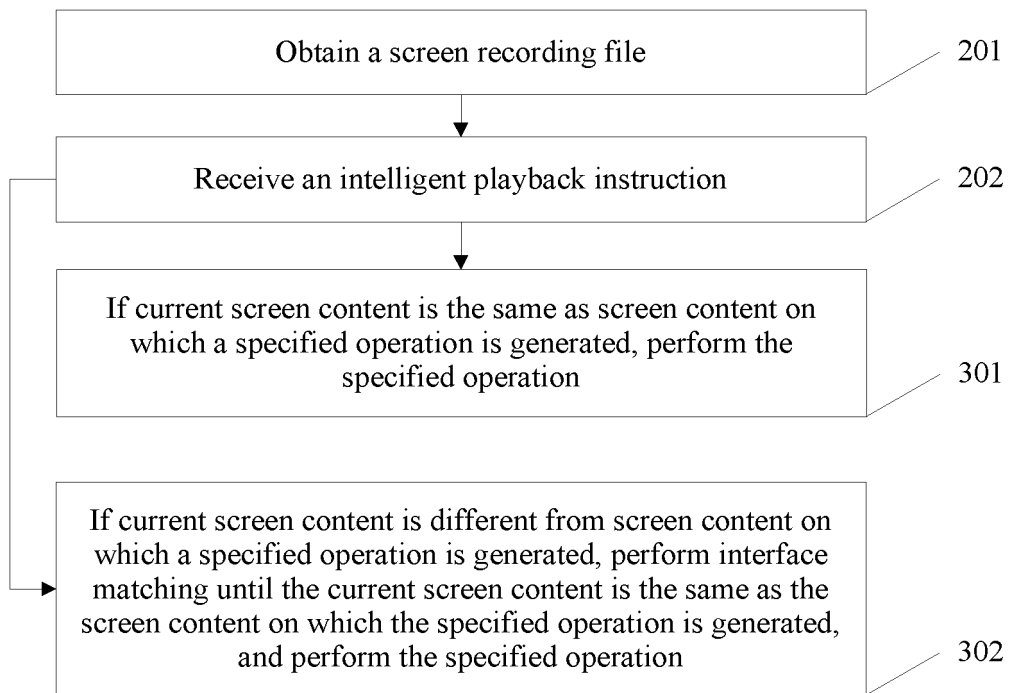 Obtain a screen recording file
201
Receive an intelligent playback instruction
202
If current screen content is the same as screen content on
which a specified operation is generated, perform the
specified operation
301
If current screen content is different from screen content on
which a specified operation is generated, perform interface
matching until the current screen content is the same as the
screen content on which the specified operation is generated,
and perform the specified operation
302